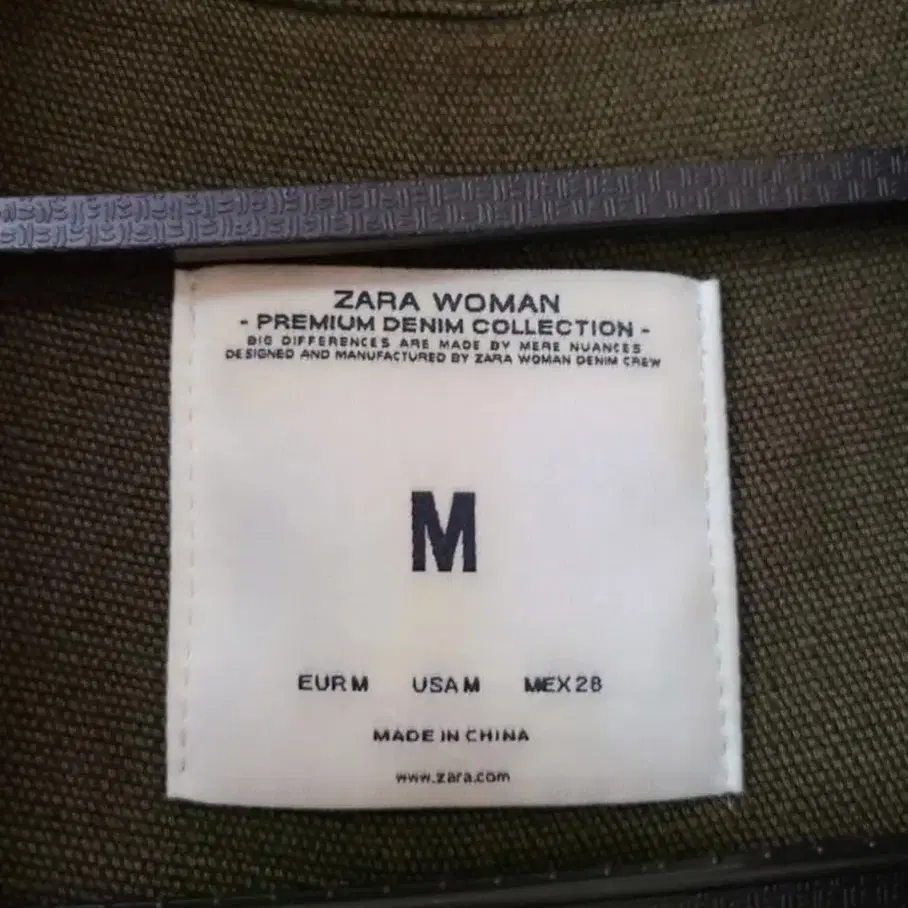 ZARA WOMAN
- PREMIUM DENIM COLLECTION -
BIG DIFFERENCES ARE MADE BY MERE NUANCES
DESIGNED AND MANUFACTURED BY ZARA WOMAN DENIM CREW
M
EUR M USA M MEX 28
MADE IN CHINA
www.zara.com